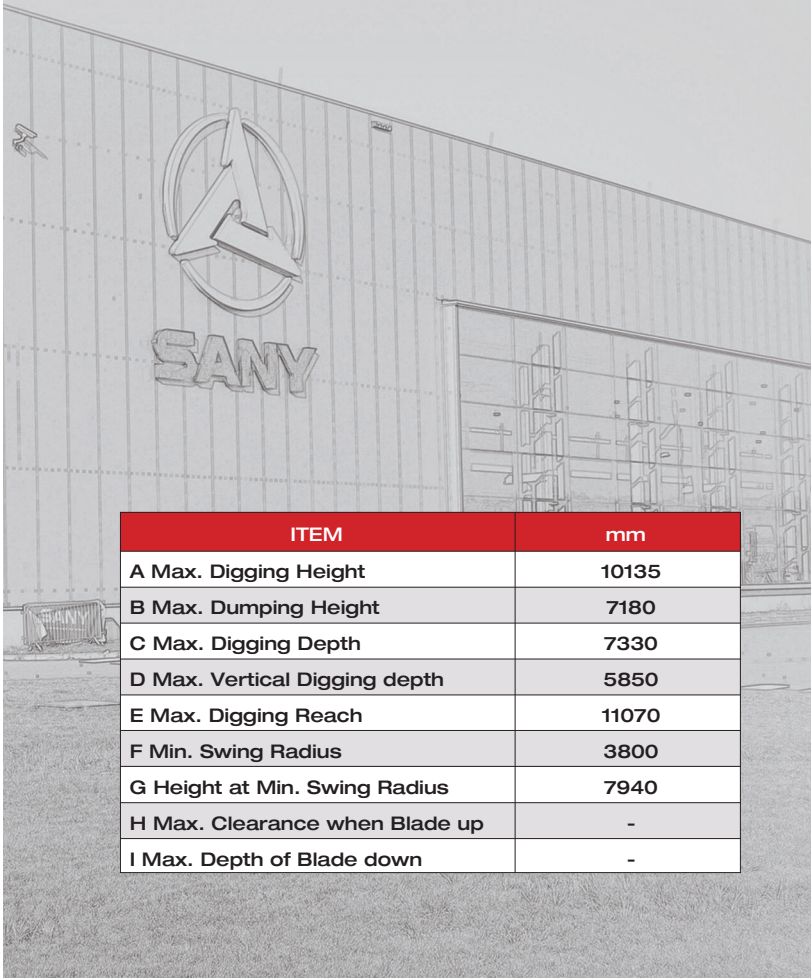 SANY
ITEM mm
A Max. Digging Height 10135
B Max. Dumping Height 7180
C Max. Digging Depth 7330
D Max. Vertical Digging depth 5850
E Max. Digging Reach 11070
F Min. Swing Radius 3800
G Height at Min. Swing Radius 7940
H Max. Clearance when Blade up -
I Max. Depth of Blade down -
SANY